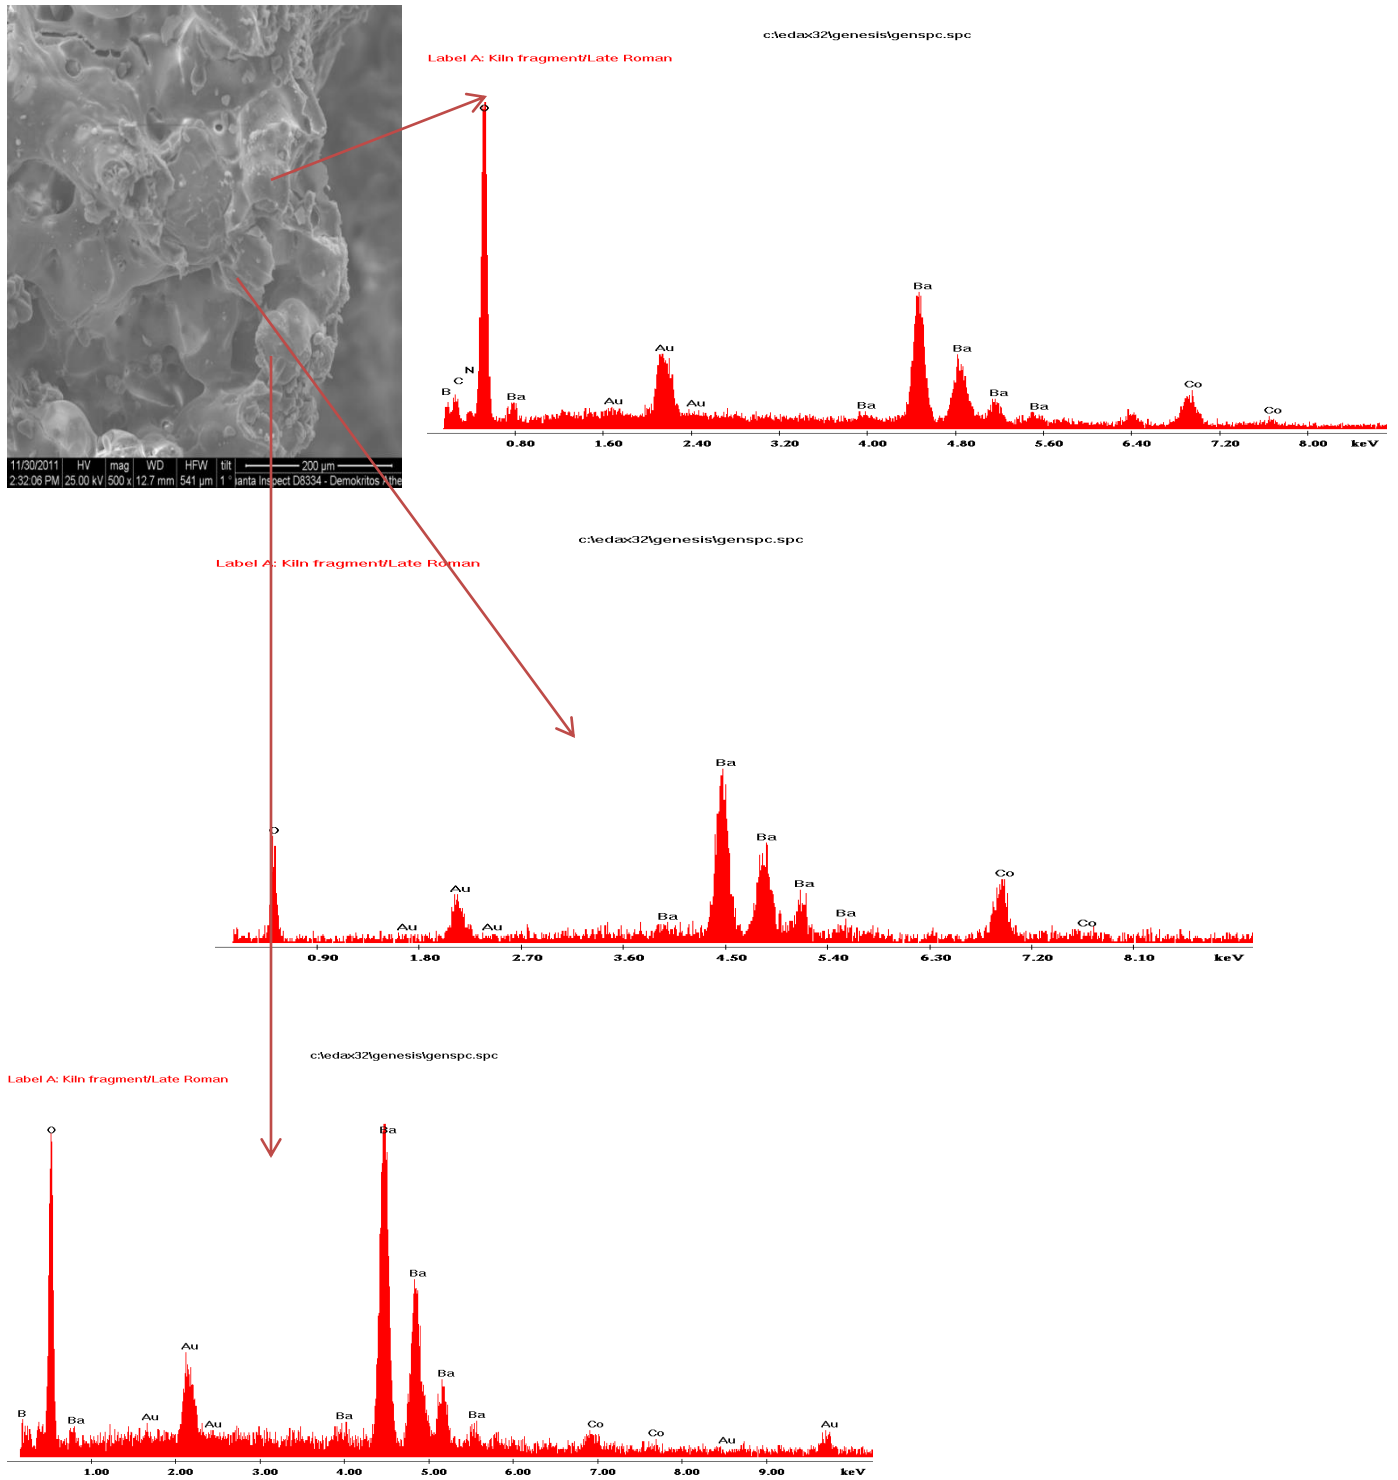 c:\edax32\genesis\genspc.spc
Label A: Kiln fragment/Late Roman
O
Ba
Au
Ba
N
C
B
Ba
Au
Au
Ba
Ba
Ba
Co
Co
0.80 1.60 2.40 3.20 4.00 4.80 5.60 6.40 7.20 8.00 keV
11/30/2011 HV mag WD HFW tilt 200 µm
2:32:06 PM 25.00 kV 500 x 12.7 mm 541 µm 1 ° anta Inspect D8334 - Demokritos Athe
c:\edax32\genesis\genspc.spc
Label A: Kiln fragment/Late Roman
Ba
O
Ba
Au
Ba
Co
Au
Au
Ba
Ba
Co
0.90 1.80 2.70 3.60 4.50 5.40 6.30 7.20 8.10 keV
c:\edax32\genesis\genspc.spc
Label A: Kiln fragment/Late Roman
O
Ba
Ba
Au
Ba
B
Ba
Au
Au
Ba
Ba
Co
Co
Au
Au
1.00 2.00 3.00 4.00 5.00 6.00 7.00 8.00 9.00 keV